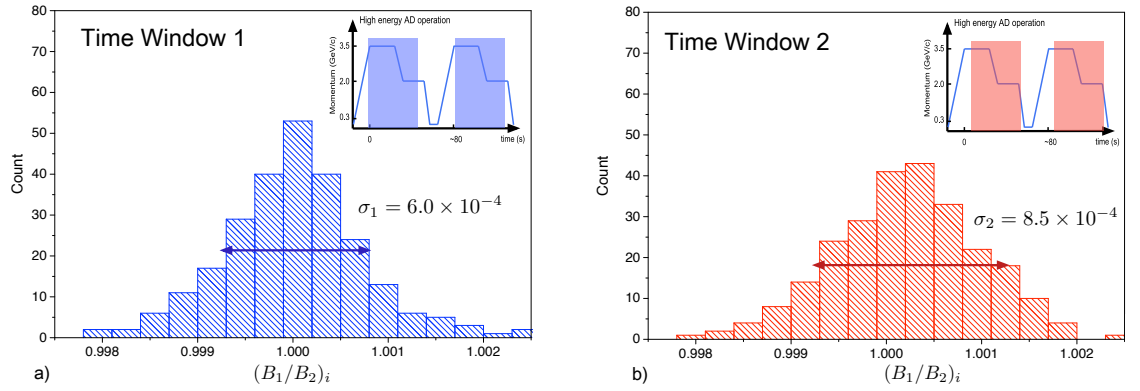 80
70
60
50
40
30
20
10
0
Count
Time Window 1
High energy AD operation
Momentum (GeV/c)
3.5
2.0
0.3
0
~80
time (s)
σ₁ = 6.0 × 10⁻⁴
0.998
0.999
1.000
1.001
1.002
a)
(B₁/B₂)ᵢ
80
70
60
50
40
30
20
10
0
Count
Time Window 2
High energy AD operation
Momentum (GeV/c)
3.5
2.0
0.3
0
~80
time (s)
σ₂ = 8.5 × 10⁻⁴
0.998
0.999
1.000
1.001
1.002
b)
(B₁/B₂)ᵢ